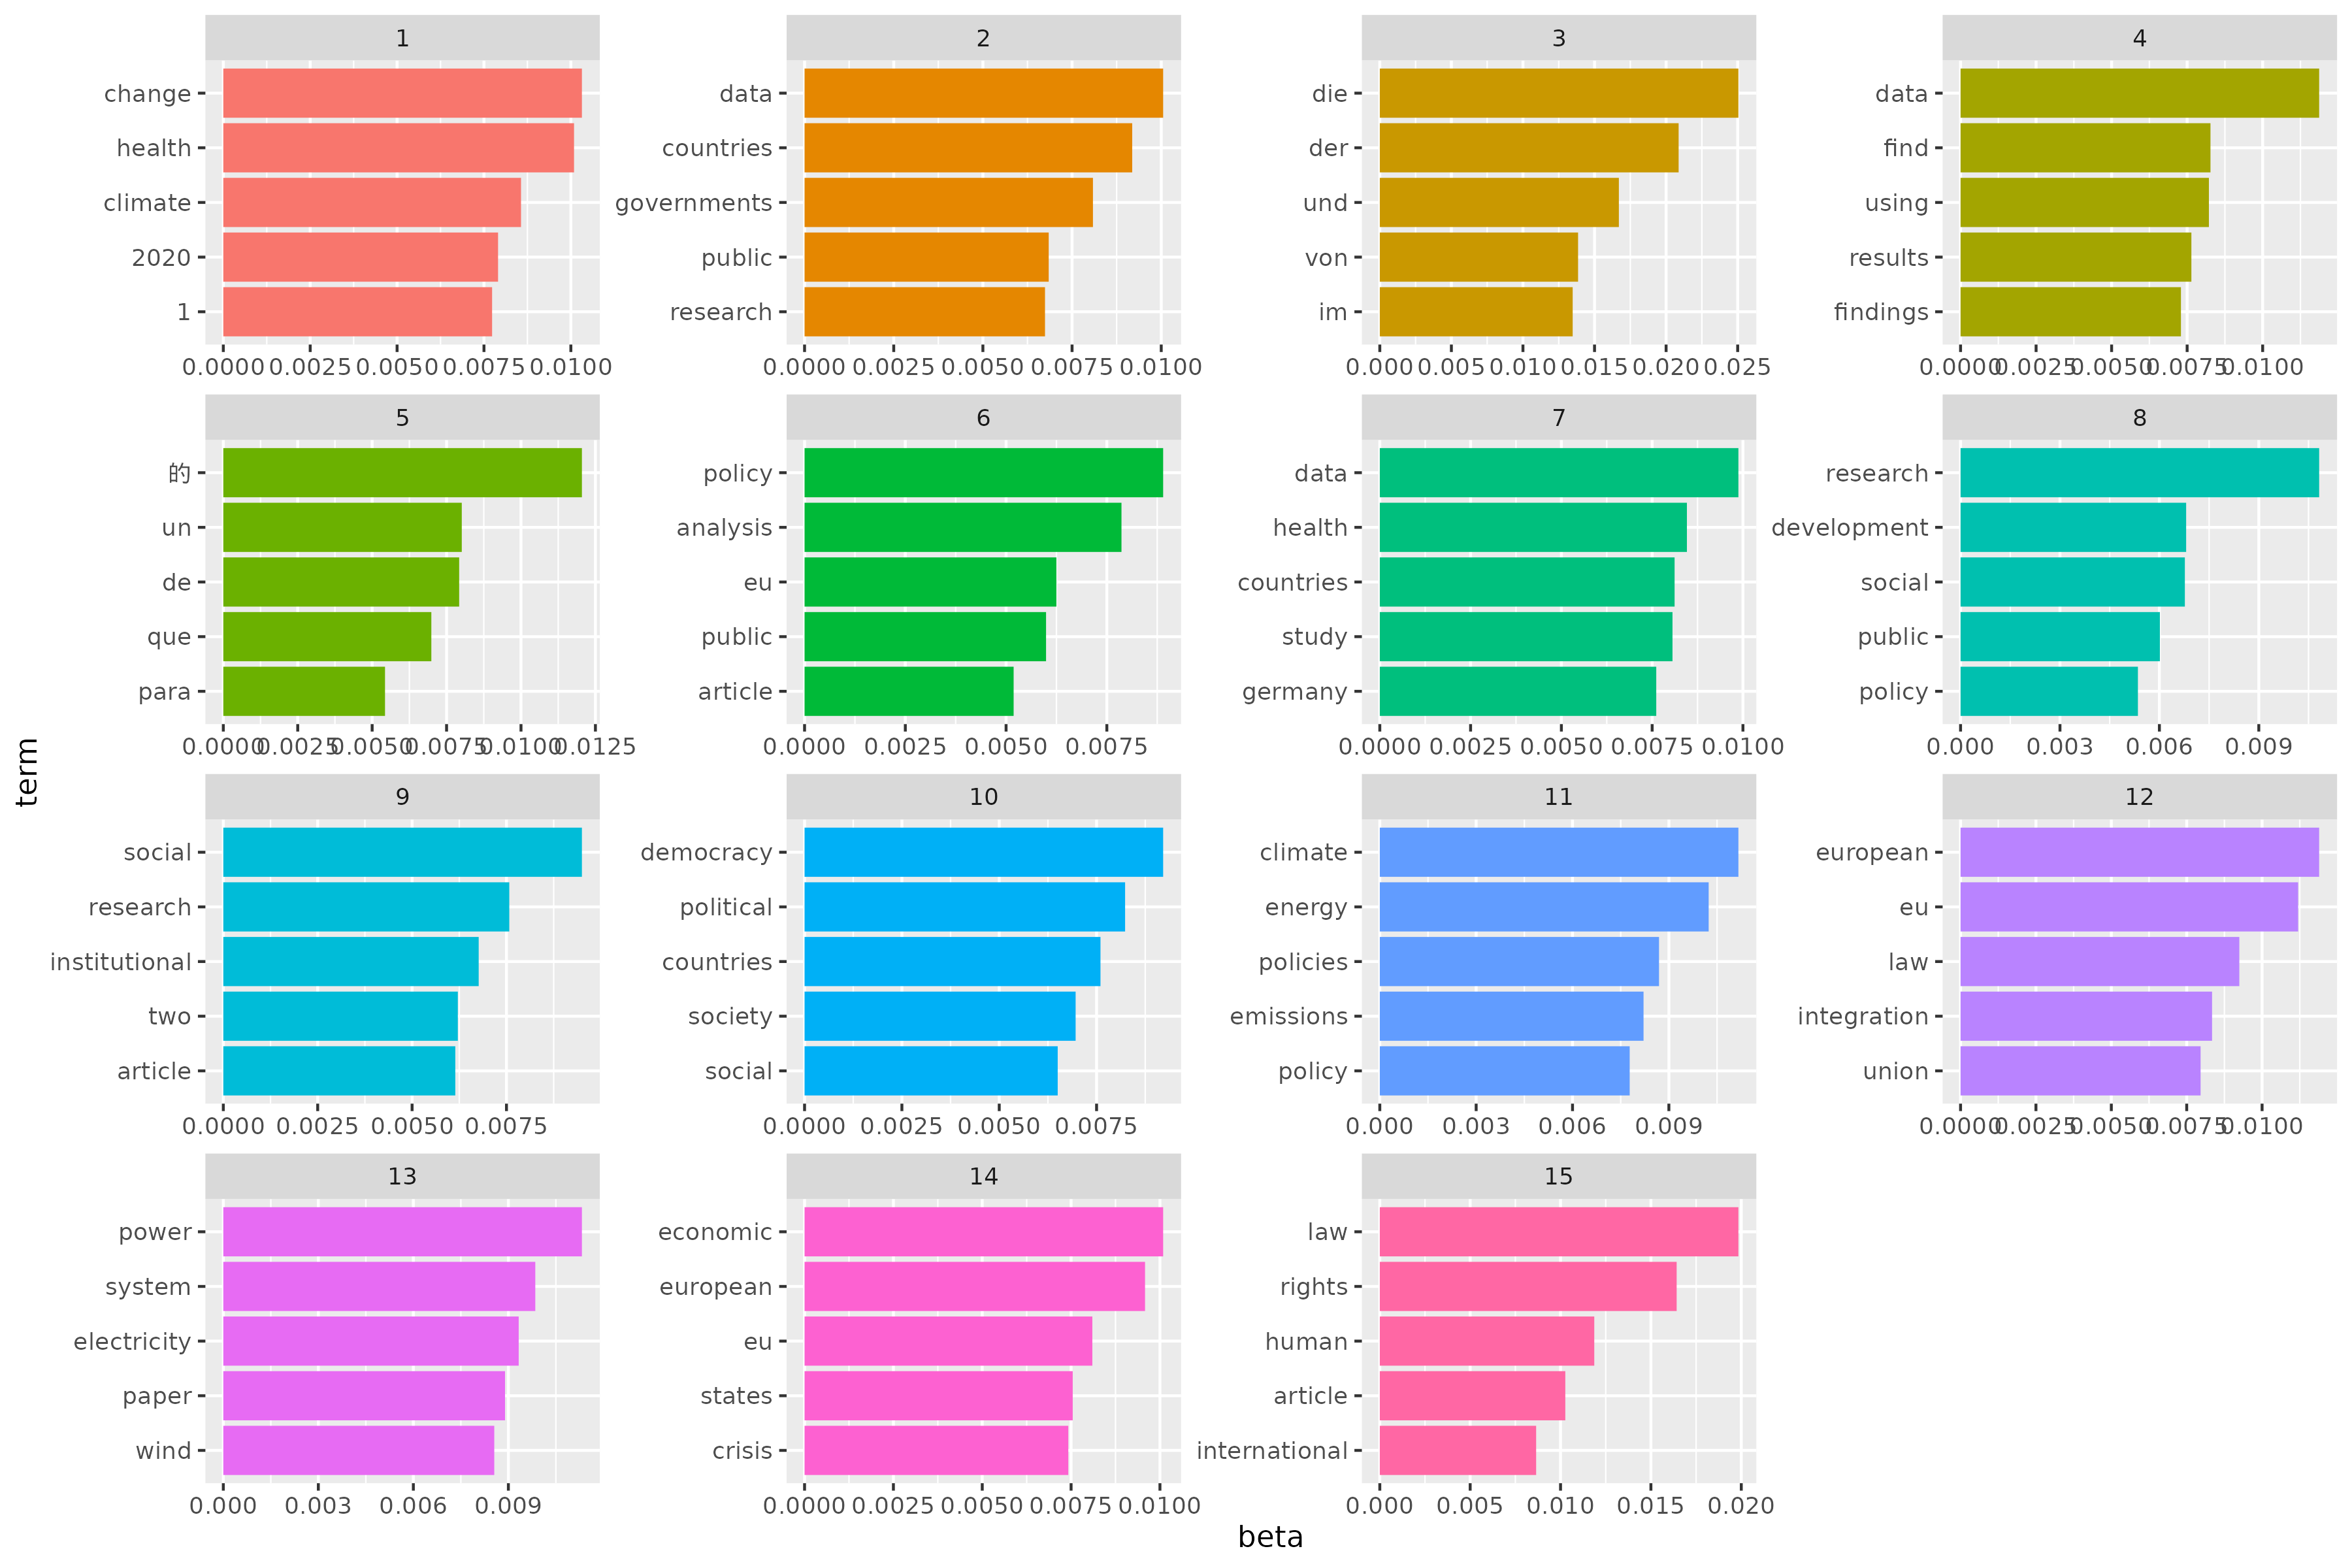 1
change
health
climate
2020
1
0.0000 0.0025 0.0050 0.0075 0.0100
2
data
countries
governments
public
research
0.0000 0.0025 0.0050 0.0075 0.0100
3
die
der
und
von
im
0.000 0.005 0.010 0.015 0.020 0.025
4
data
find
using
results
findings
0.0000 0.0025 0.0050 0.0075 0.0100
5
的
un
de
que
para
0.0000 0.0025 0.0050 0.0075 0.0100 0.0125
6
policy
analysis
eu
public
article
0.0000 0.0025 0.0050 0.0075
7
data
health
countries
study
germany
0.0000 0.0025 0.0050 0.0075 0.0100
8
research
development
social
public
policy
0.000 0.003 0.006 0.009
9
social
research
institutional
two
article
0.0000 0.0025 0.0050 0.0075
10
democracy
political
countries
society
social
0.0000 0.0025 0.0050 0.0075
11
climate
energy
policies
emissions
policy
0.000 0.003 0.006 0.009
12
european
eu
law
integration
union
0.0000 0.0025 0.0050 0.0075 0.0100
13
power
system
electricity
paper
wind
0.000 0.003 0.006 0.009
14
economic
european
eu
states
crisis
0.0000 0.0025 0.0050 0.0075 0.0100
15
law
rights
human
article
international
0.000 0.005 0.010 0.015 0.020
term
beta